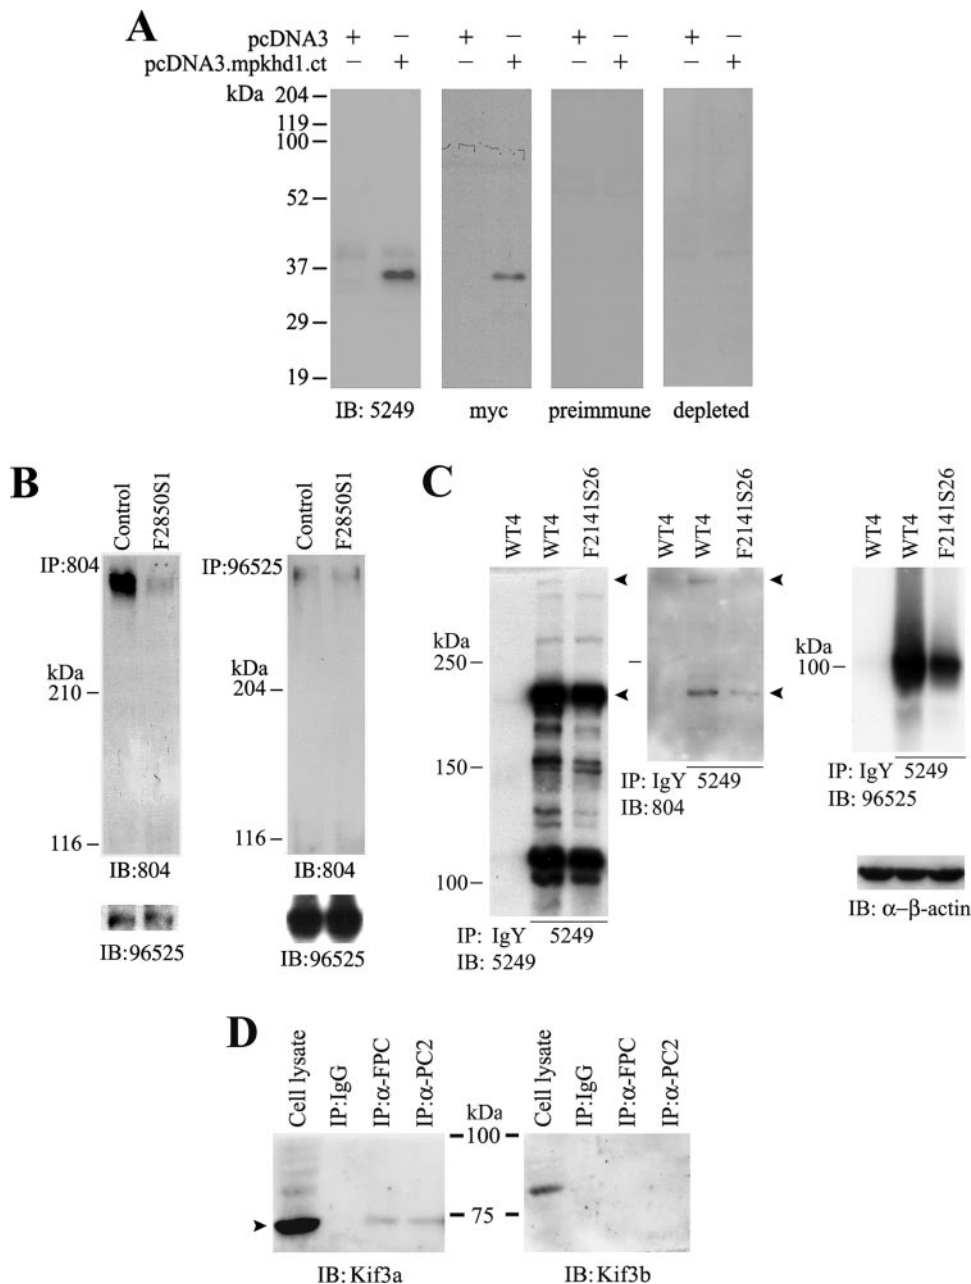 A
pcDNA3 + − + − + − + −
pcDNA3.mpkhd1.ct − + − + − + − +
kDa 204
119
100
52
37
29
19
IB: 5249 myc preimmune depleted
B
Control F2850S1 Control F2850S1
IP:804 IP:96525
kDa kDa
210 204
116 116
IB:804 IB:804
IB:96525 IB:96525
C
WT4 WT4 F2141S26 WT4 WT4 F2141S26 WT4 WT4 F2141S26
kDa kDa
250 100
150
100
IP: IgY 5249
IB: 5249
IP: IgY 5249
IB: 804
IP: IgY 5249
IB: 96525
IB: α−β-actin
D
Cell lysate IP:IgG IP:α-FPC IP:α-PC2 Cell lysate IP:IgG IP:α-FPC IP:α-PC2
kDa
100
75
IB: Kif3a IB: Kif3b